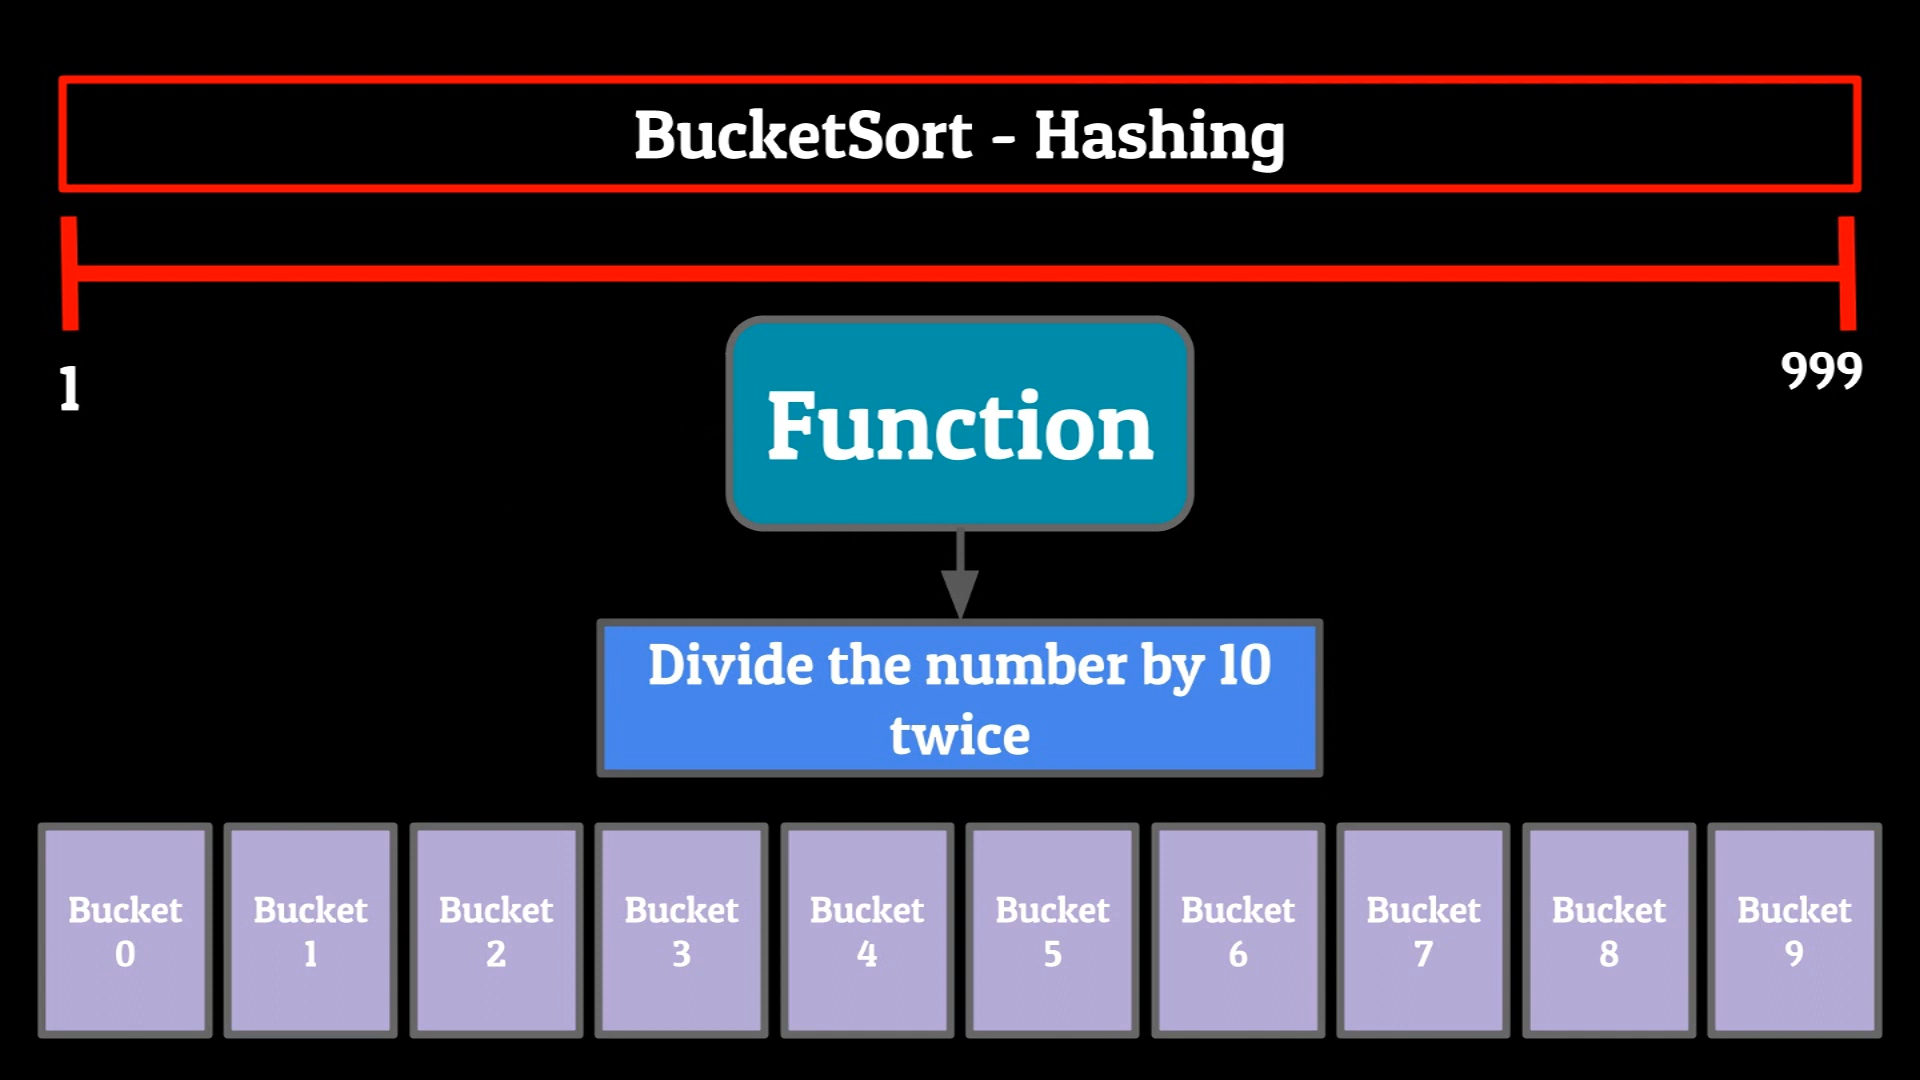 BucketSort - Hashing
1
999
Function
Divide the number by 10
twice
Bucket
0
Bucket
1
Bucket
2
Bucket
3
Bucket
4
Bucket
5
Bucket
6
Bucket
7
Bucket
8
Bucket
9